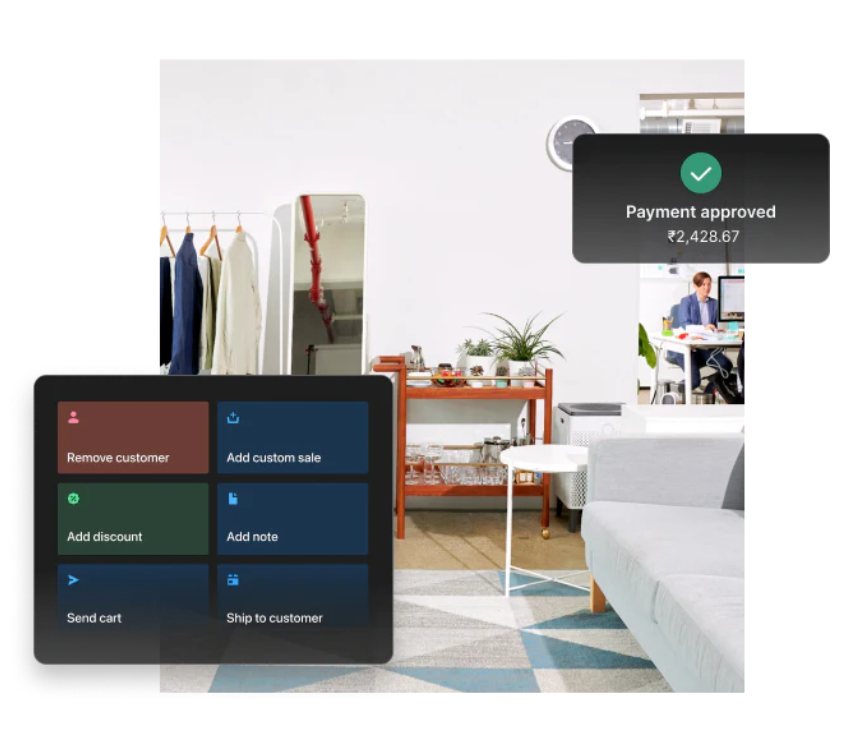 Payment approved
₹2,428.67
Remove customer
Add custom sale
Add discount
Add note
Send cart
Ship to customer